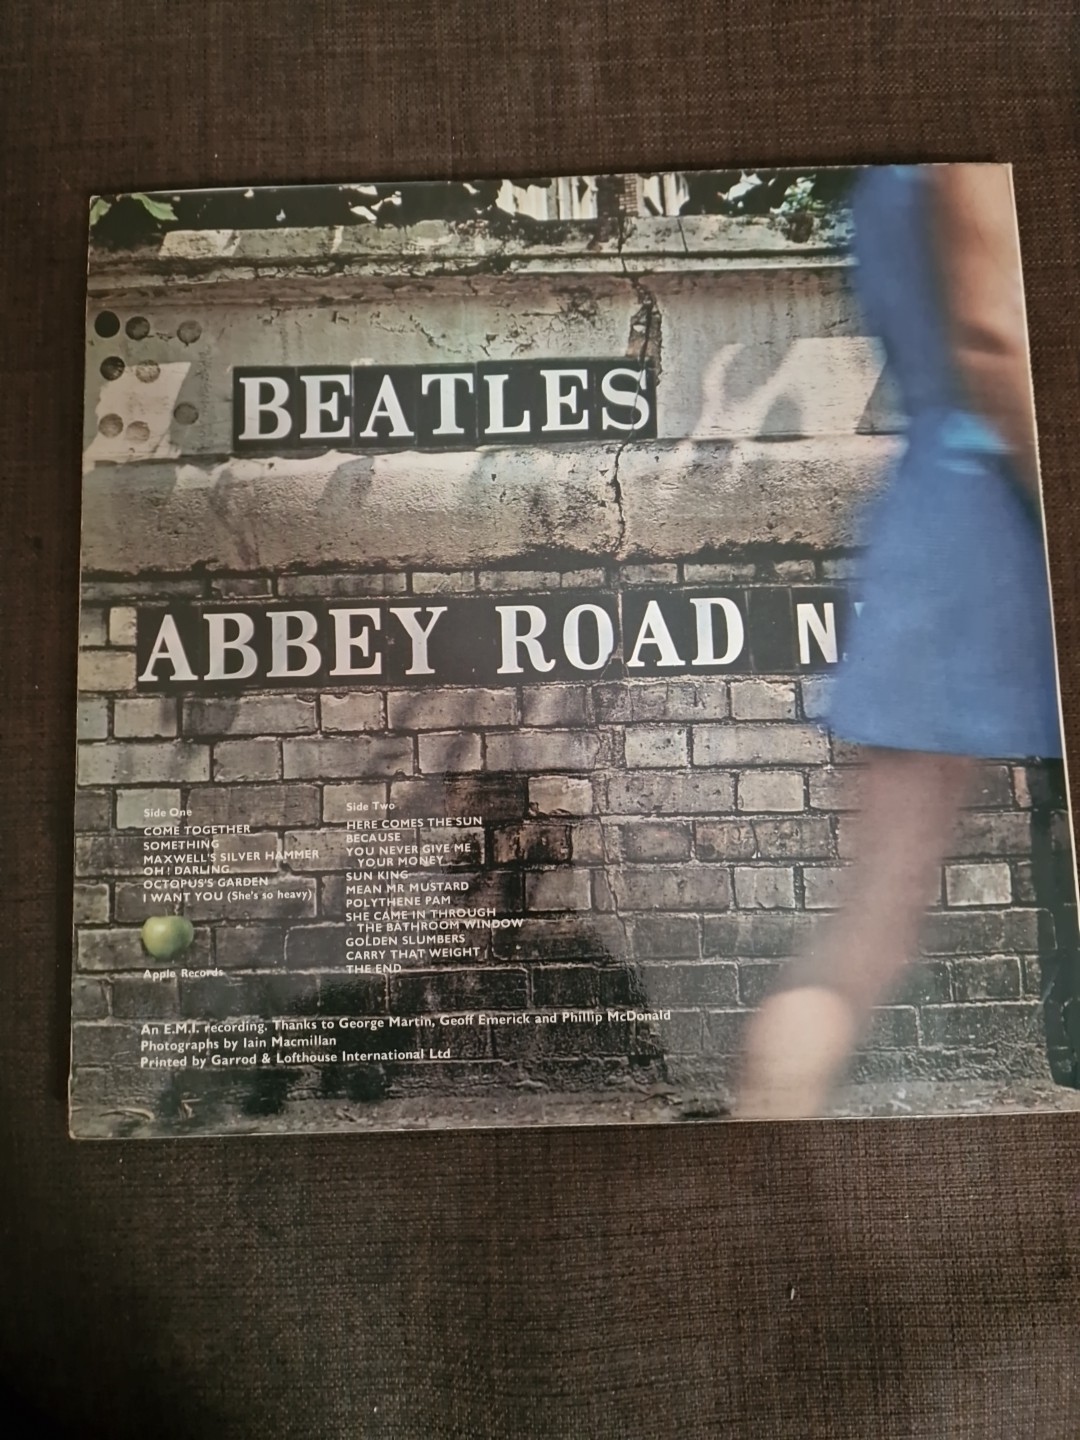 BEATLES
ABBEY ROAD N
Side One
COME TOGETHER
SOMETHING
MAXWELL'S SILVER HAMMER
OH! DARLING
OCTOPUS'S GARDEN
I WANT YOU (She's so heavy)
Apple Records
Side Two
HERE COMES THE SUN
BECAUSE
YOU NEVER GIVE ME
YOUR MONEY
SUN KING
MEAN MR MUSTARD
POLYTHENE PAM
SHE CAME IN THROUGH
THE BATHROOM WINDOW
GOLDEN SLUMBERS
CARRY THAT WEIGHT
THE END
An E.M.I. recording. Thanks to George Martin, Geoff Emerick and Phillip McDonald
Photographs by Iain Macmillan
Printed by Garrod & Lofthouse International Ltd